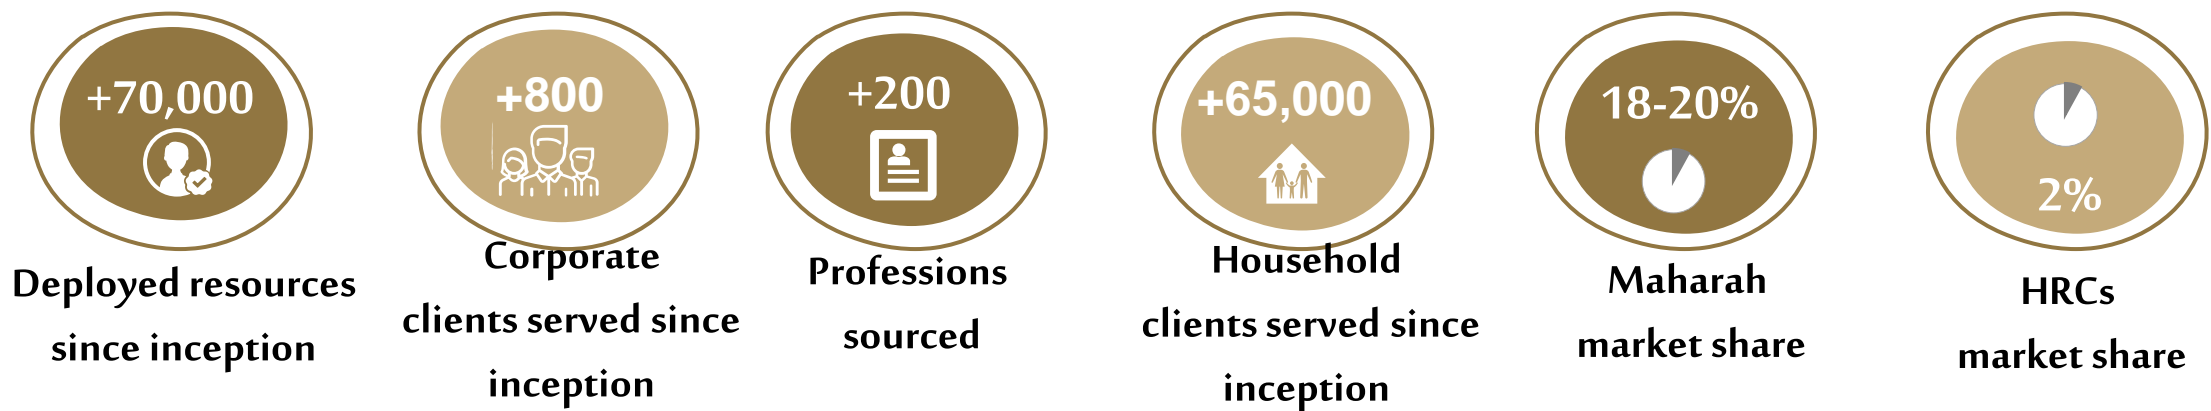 +70,000
Deployed resources
since inception
+800
Corporate
clients served since
inception
+200
Professions
sourced
+65,000
Household
clients served since
inception
18-20%
Maharah
market share
2%
HRCs
market share